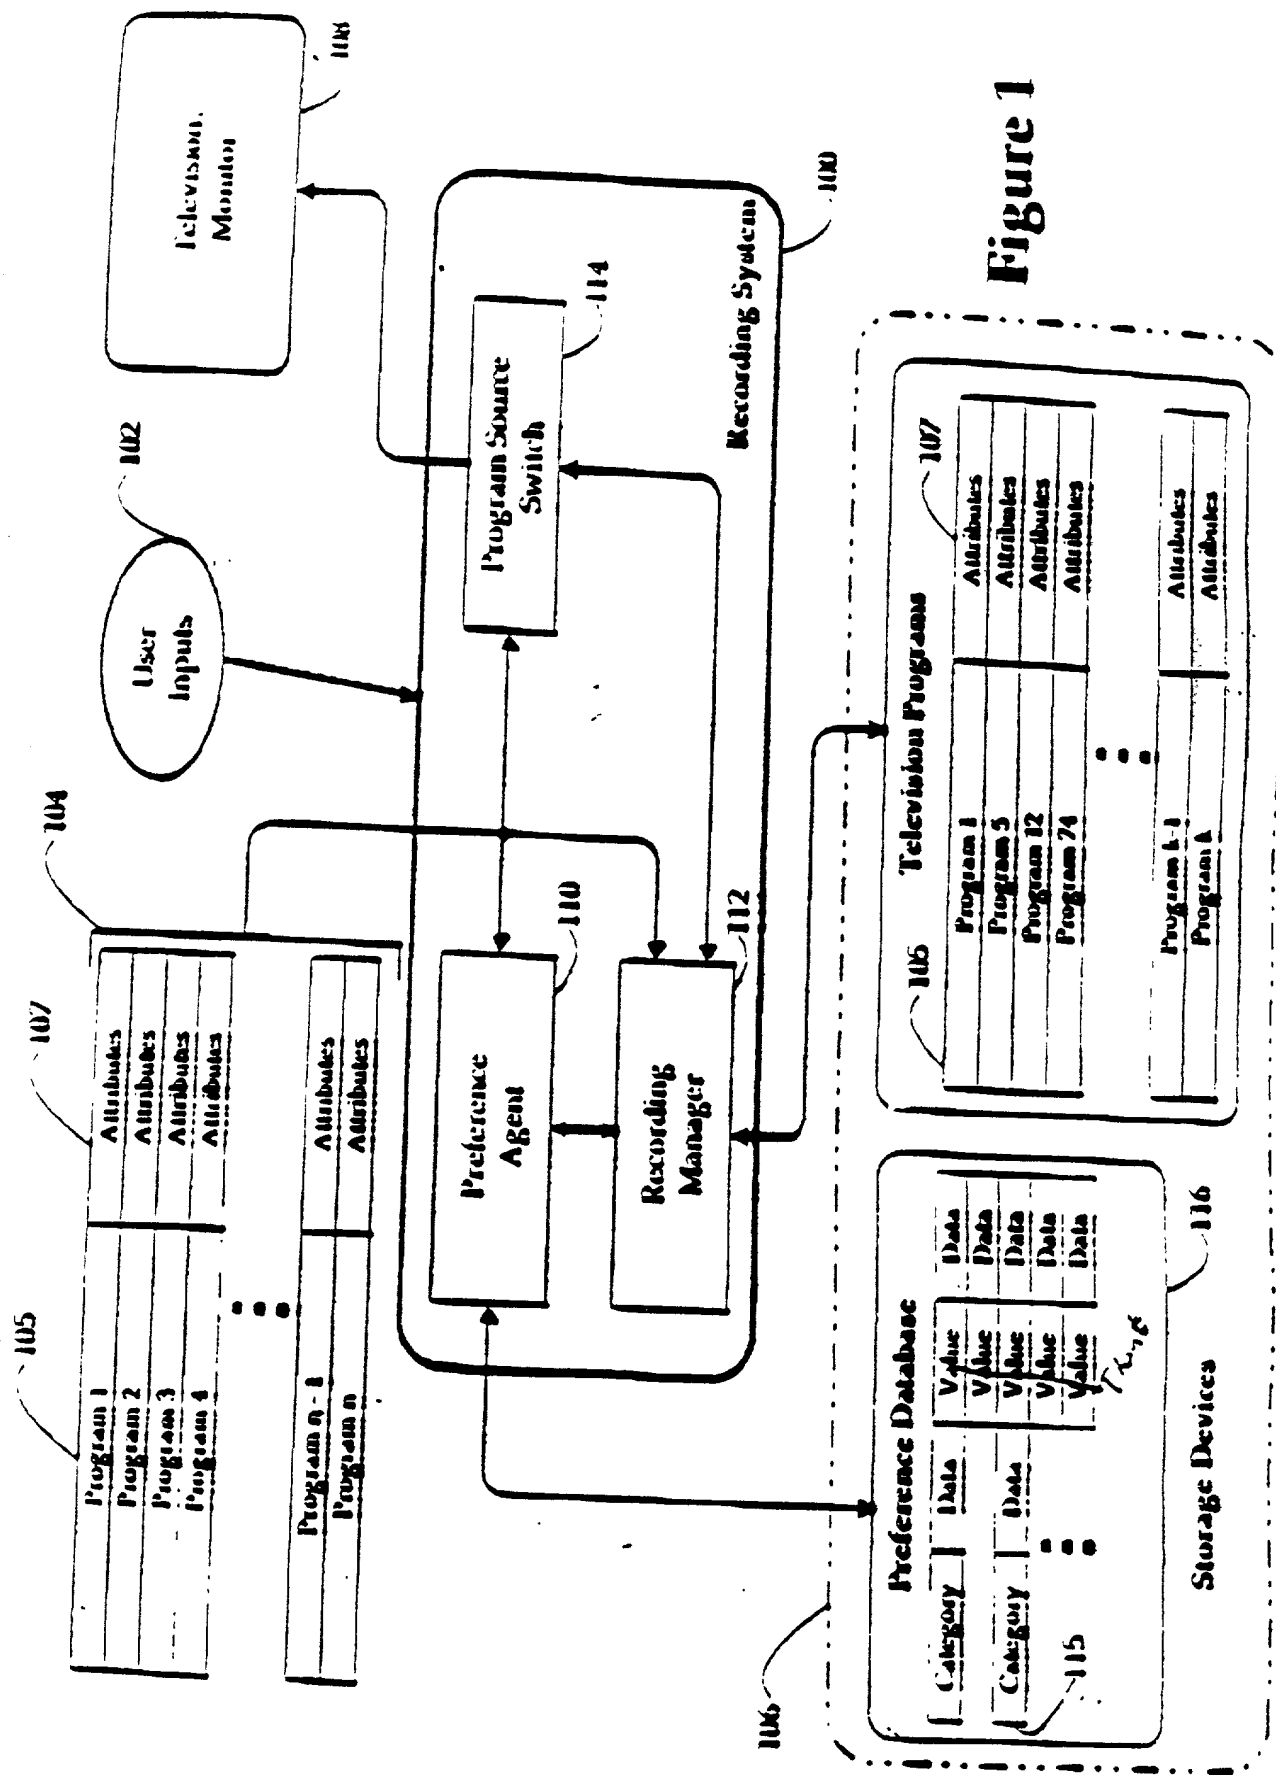 105
107
104
Program 1 Attributes
Program 2 Attributes
Program 3 Attributes
Program 4 Attributes
Program n - 1 Attributes
Program n Attributes
User
Inputs
102
Television
Monitor
108
Preference
Agent
110
Recording
Manager
112
Program Source
Switch
114
Recording System
100
106
Preference Database
Category Data Value Data
Value Data
Category Data Value Data
Value Data
Value Data
115
116
Storage Devices
Television Programs
105
107
Program 1 Attributes
Program 5 Attributes
Program 12 Attributes
Program 74 Attributes
Program k-1 Attributes
Program k Attributes
Figure 1